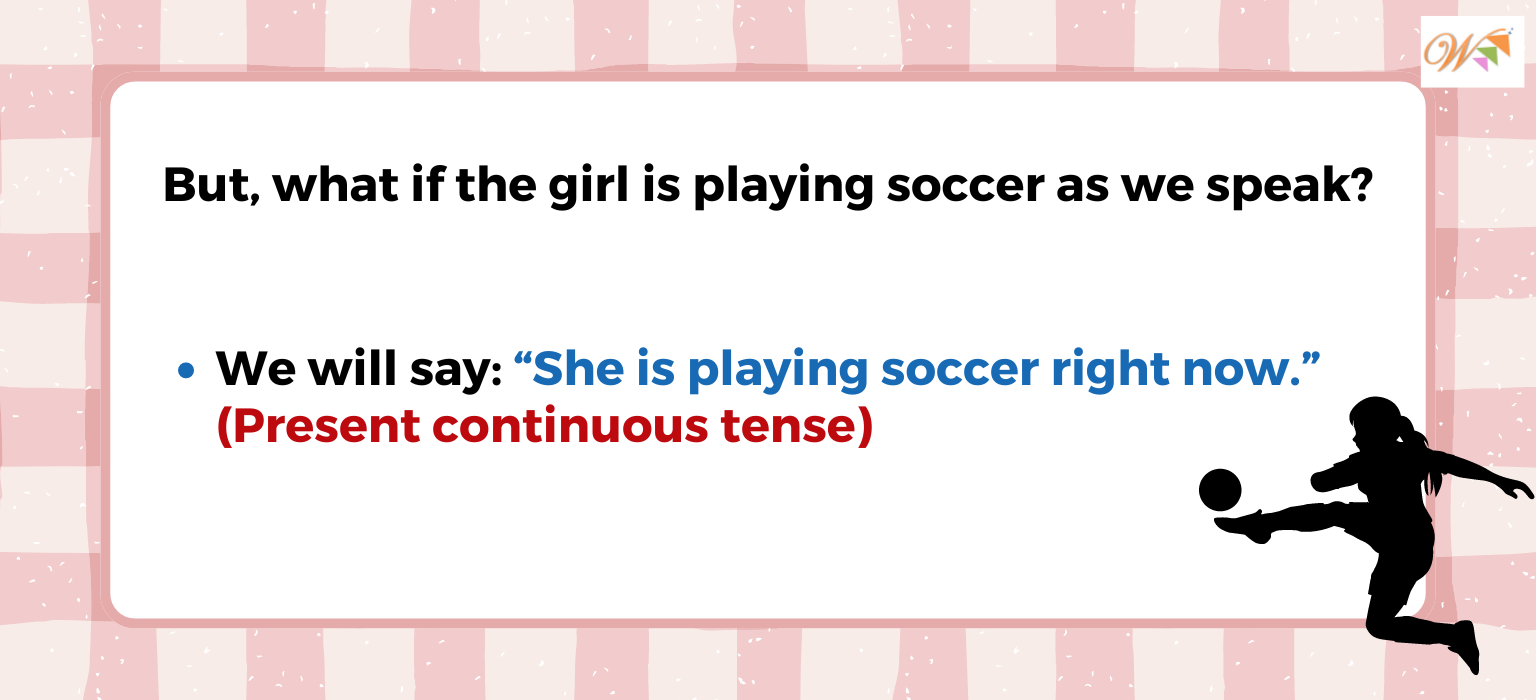 W
But, what if the girl is playing soccer as we speak?
• We will say: “She is playing soccer right now.”
(Present continuous tense)